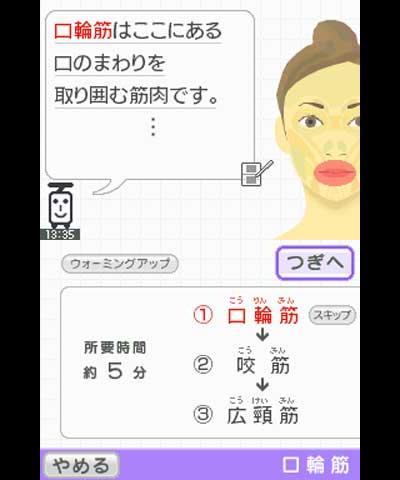 口輪筋はここにある
口のまわりを
取り囲む筋肉です。
⋮
13:35
ウォーミングアップ
つぎへ
所要時間
約 5 分
こう りん きん
① 口輪筋
スキップ
↓
こう きん
② 咬筋
↓
こう けい きん
③ 広頸筋
やめる
口輪筋